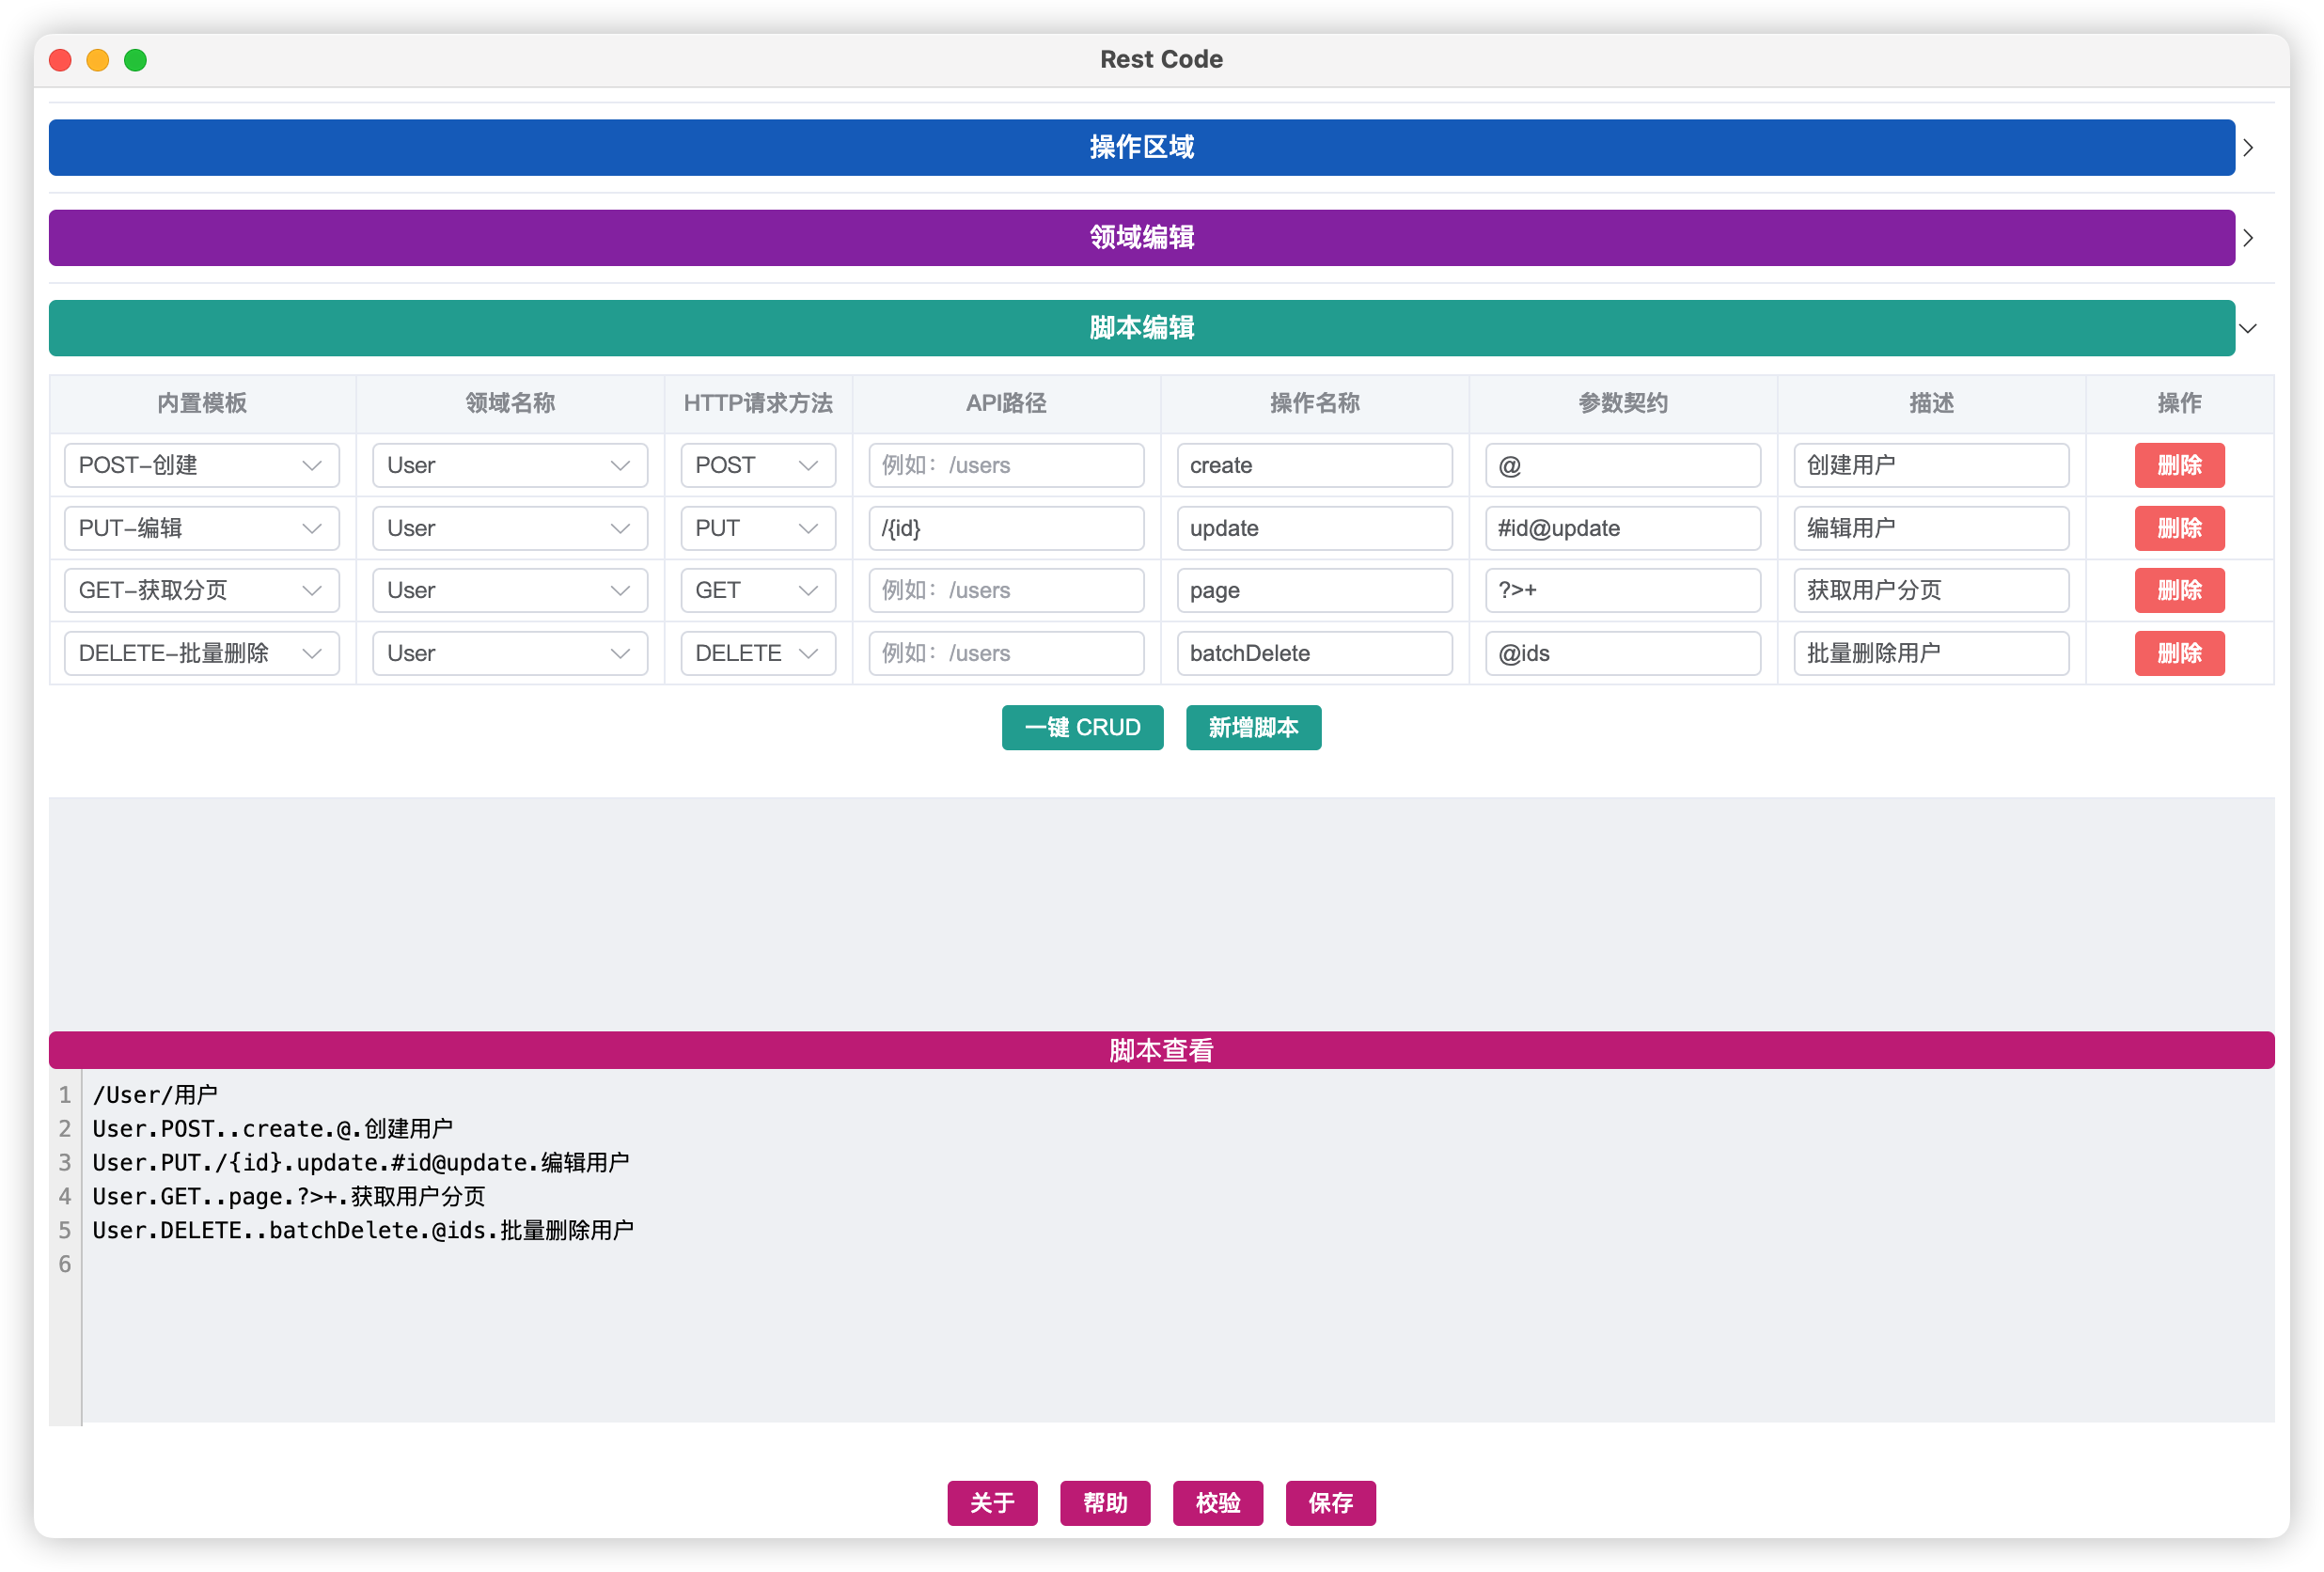 Rest Code
操作区域
领域编辑
脚本编辑
内置模板 领域名称 HTTP请求方法 API路径 操作名称 参数契约 描述 操作
POST-创建 User POST 例如：/users create @ 创建用户 删除
PUT-编辑 User PUT /{id} update #id@update 编辑用户 删除
GET-获取分页 User GET 例如：/users page ?>+ 获取用户分页 删除
DELETE-批量删除 User DELETE 例如：/users batchDelete @ids 批量删除用户 删除
一键 CRUD 新增脚本
脚本查看
1 /User/用户
2 User.POST..create.@.创建用户
3 User.PUT./{id}.update.#id@update.编辑用户
4 User.GET..page.?>+.获取用户分页
5 User.DELETE..batchDelete.@ids.批量删除用户
6
关于 帮助 校验 保存